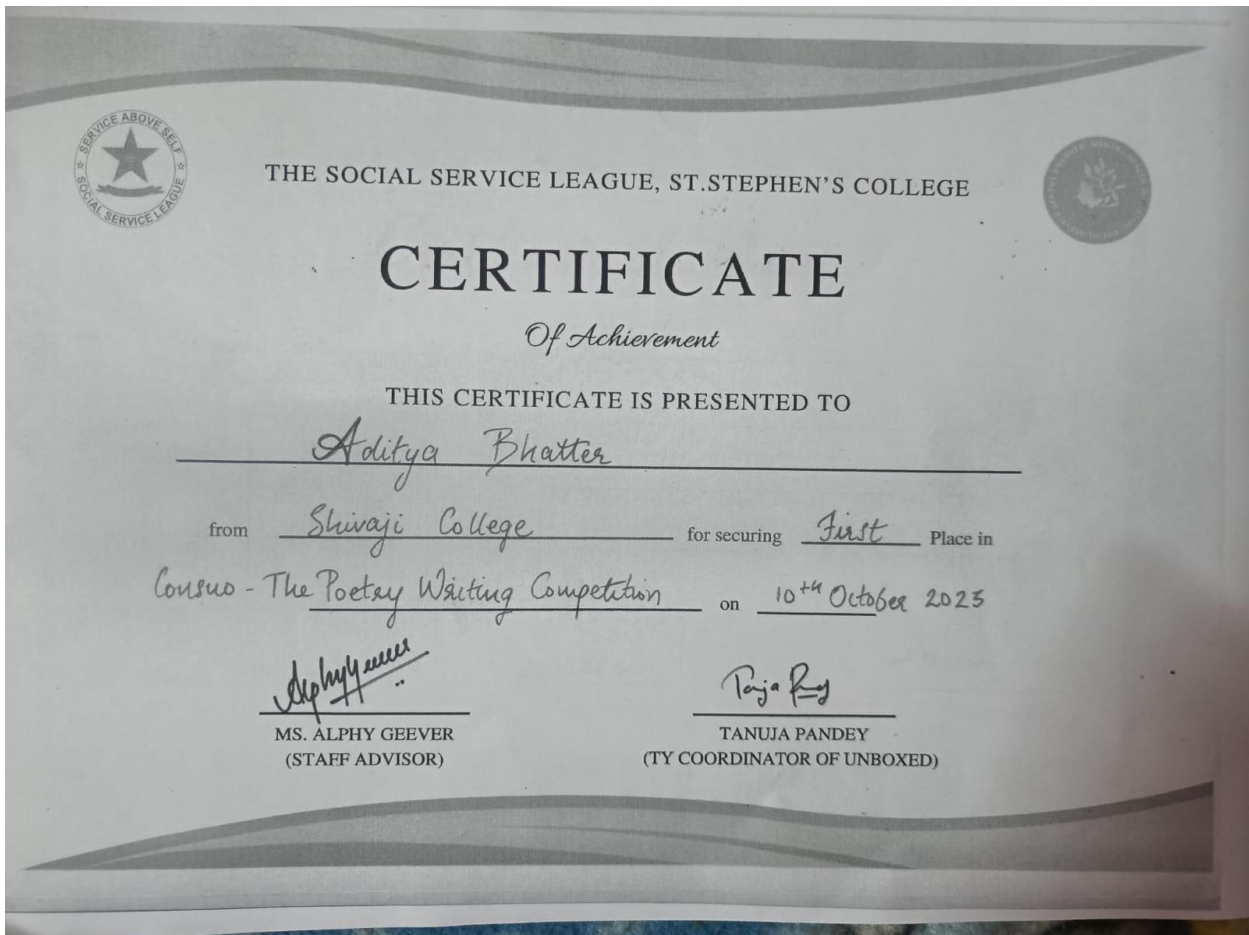 SERVICE ABOVE SELF
SOCIAL SERVICE LEAGUE
THE SOCIAL SERVICE LEAGUE, ST.STEPHEN'S COLLEGE
CERTIFICATE
Of Achievement
THIS CERTIFICATE IS PRESENTED TO
Aditya Bhatter
from Shivaji College for securing First Place in
Consuo - The Poetry Writing Competition on 10th October 2023
MS. ALPHY GEEVER TANUJA PANDEY
(STAFF ADVISOR) (TY COORDINATOR OF UNBOXED)